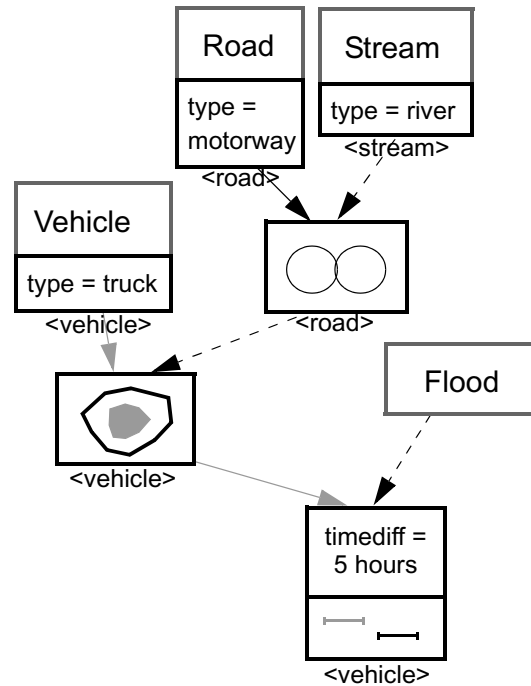 Road
Stream
type =
motorway
type = river
<road>
<stream>
Vehicle
type = truck
<vehicle>
<road>
Flood
<vehicle>
timediff =
5 hours
<vehicle>